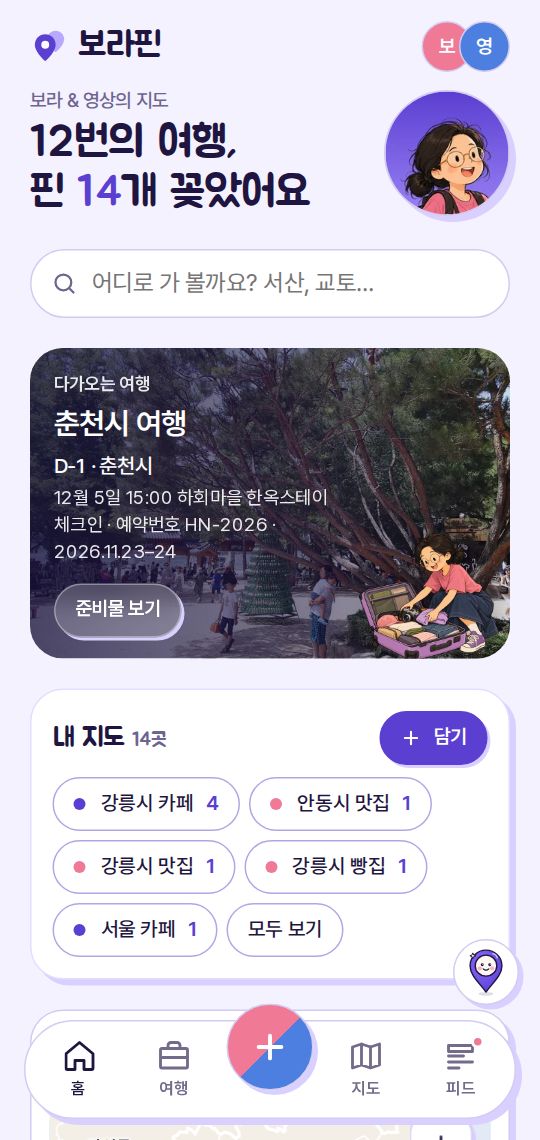 보라핀
보 영
보라 & 영상의 지도
12번의 여행,
핀 14개 꽂았어요
어디로 가 볼까요? 서산, 교토...
다가오는 여행
춘천시 여행
D-1 · 춘천시
12월 5일 15:00 하회마을 한옥스테이
체크인 · 예약번호 HN-2026 ·
2026.11.23–24
준비물 보기
내 지도 14곳
+ 담기
강릉시 카페 4
안동시 맛집 1
강릉시 맛집 1
강릉시 빵집 1
서울 카페 1
모두 보기
홈
여행
+
지도
피드